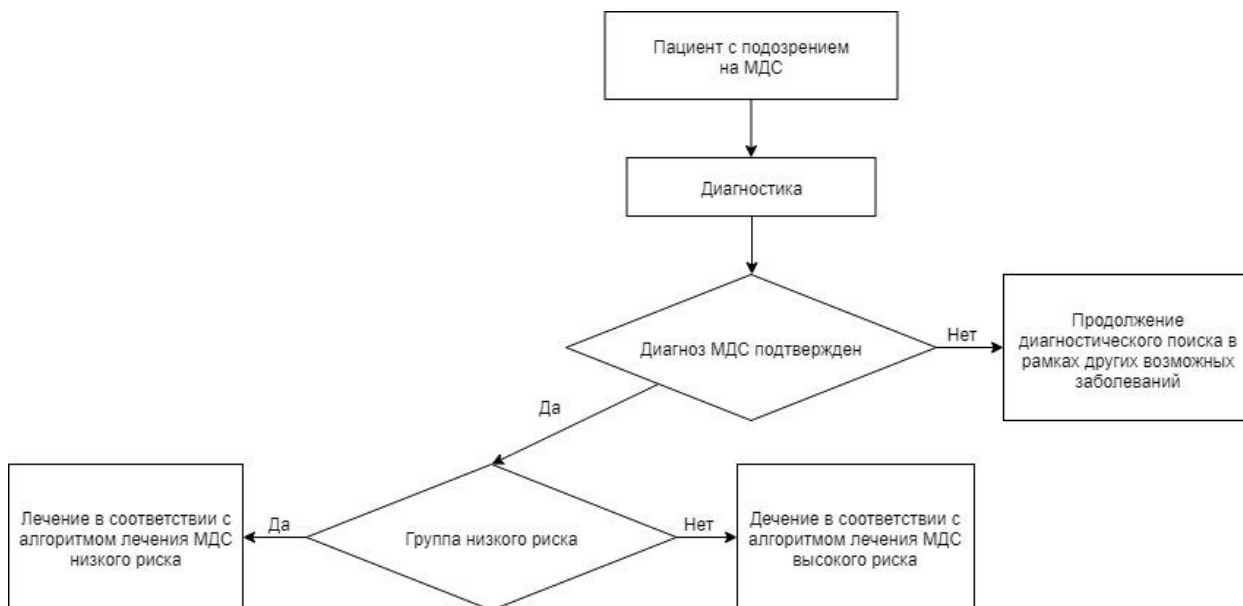 Пациент с подозрением
на МДС
Диагностика
Диагноз МДС подтвержден
Нет
Продолжение
диагностического поиска в
рамках других возможных
заболеваний
Да
Лечение в соответствии с
алгоритмом лечения МДС
низкого риска
Да
Группа низкого риска
Нет
Дечение в соответствии с
алгоритмом лечения МДС
высокого риска